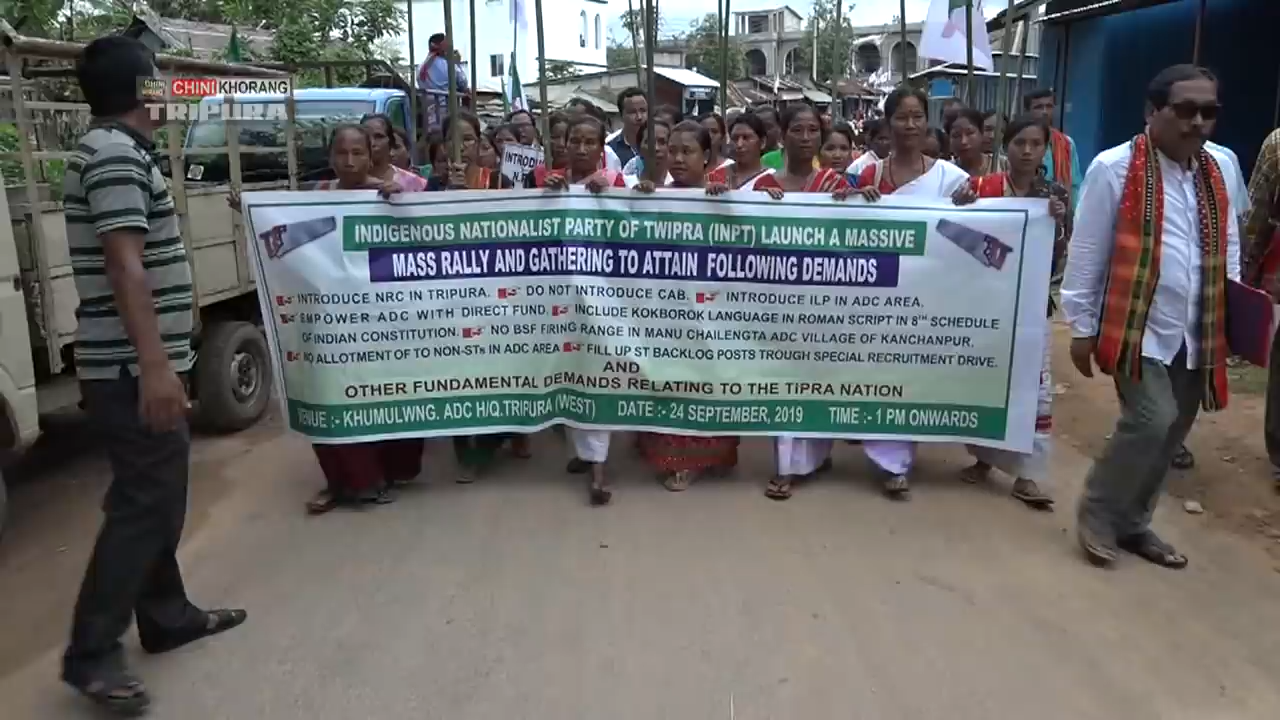 CHINI KHORANG
TRIPURA
INTRODU
INDIGENOUS NATIONALIST PARTY OF TWIPRA (INPT) LAUNCH A MASSIVE
MASS RALLY AND GATHERING TO ATTAIN FOLLOWING DEMANDS
INTRODUCE NRC IN TRIPURA. DO NOT INTRODUCE CAB. INTRODUCE ILP IN ADC AREA.
EMPOWER ADC WITH DIRECT FUND. INCLUDE KOKBOROK LANGUAGE IN ROMAN SCRIPT IN 8TH SCHEDULE
OF INDIAN CONSTITUTION. NO BSF FIRING RANGE IN MANU CHAILENGTA ADC VILLAGE OF KANCHANPUR.
NO ALLOTMENT OF TO NON-STs IN ADC AREA FILL UP ST BACKLOG POSTS TROUGH SPECIAL RECRUITMENT DRIVE.
AND
OTHER FUNDAMENTAL DEMANDS RELATING TO THE TIPRA NATION
VENUE :- KHUMULWNG. ADC H/Q.TRIPURA (WEST) DATE :- 24 SEPTEMBER, 2019 TIME :- 1 PM ONWARDS